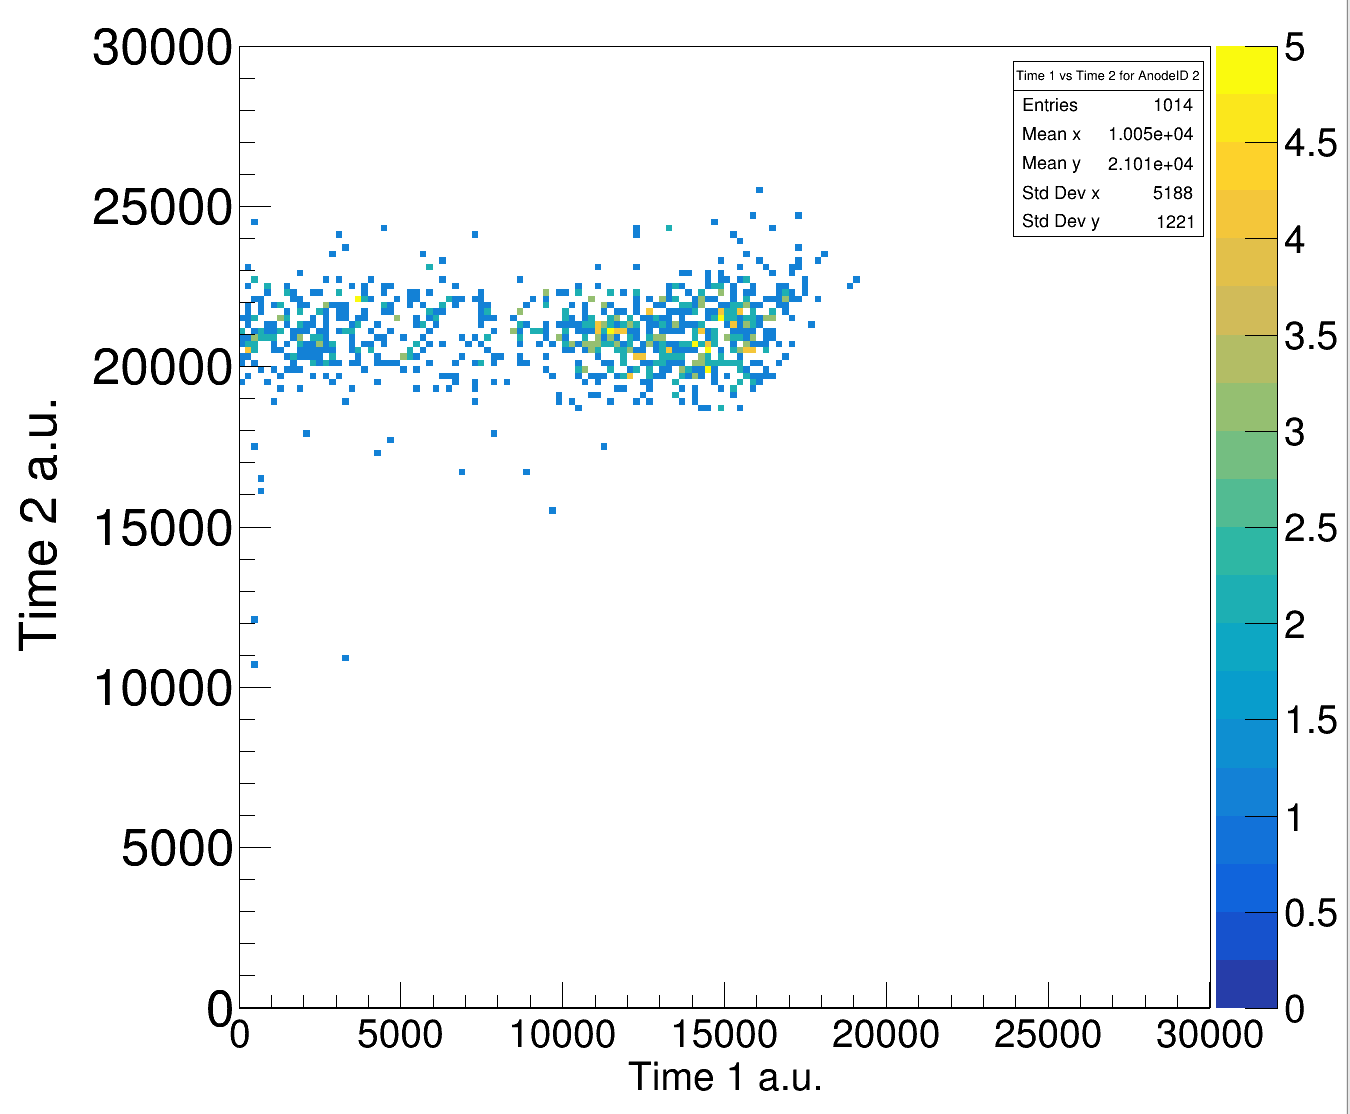 Time 1 vs Time 2 for AnodeID 2
Entries 1014
Mean x 1.005e+04
Mean y 2.101e+04
Std Dev x 5188
Std Dev y 1221
30000
25000
20000
15000
10000
5000
0
Time 2 a.u.
0 5000 10000 15000 20000 25000 30000
Time 1 a.u.
5
4.5
4
3.5
3
2.5
2
1.5
1
0.5
0